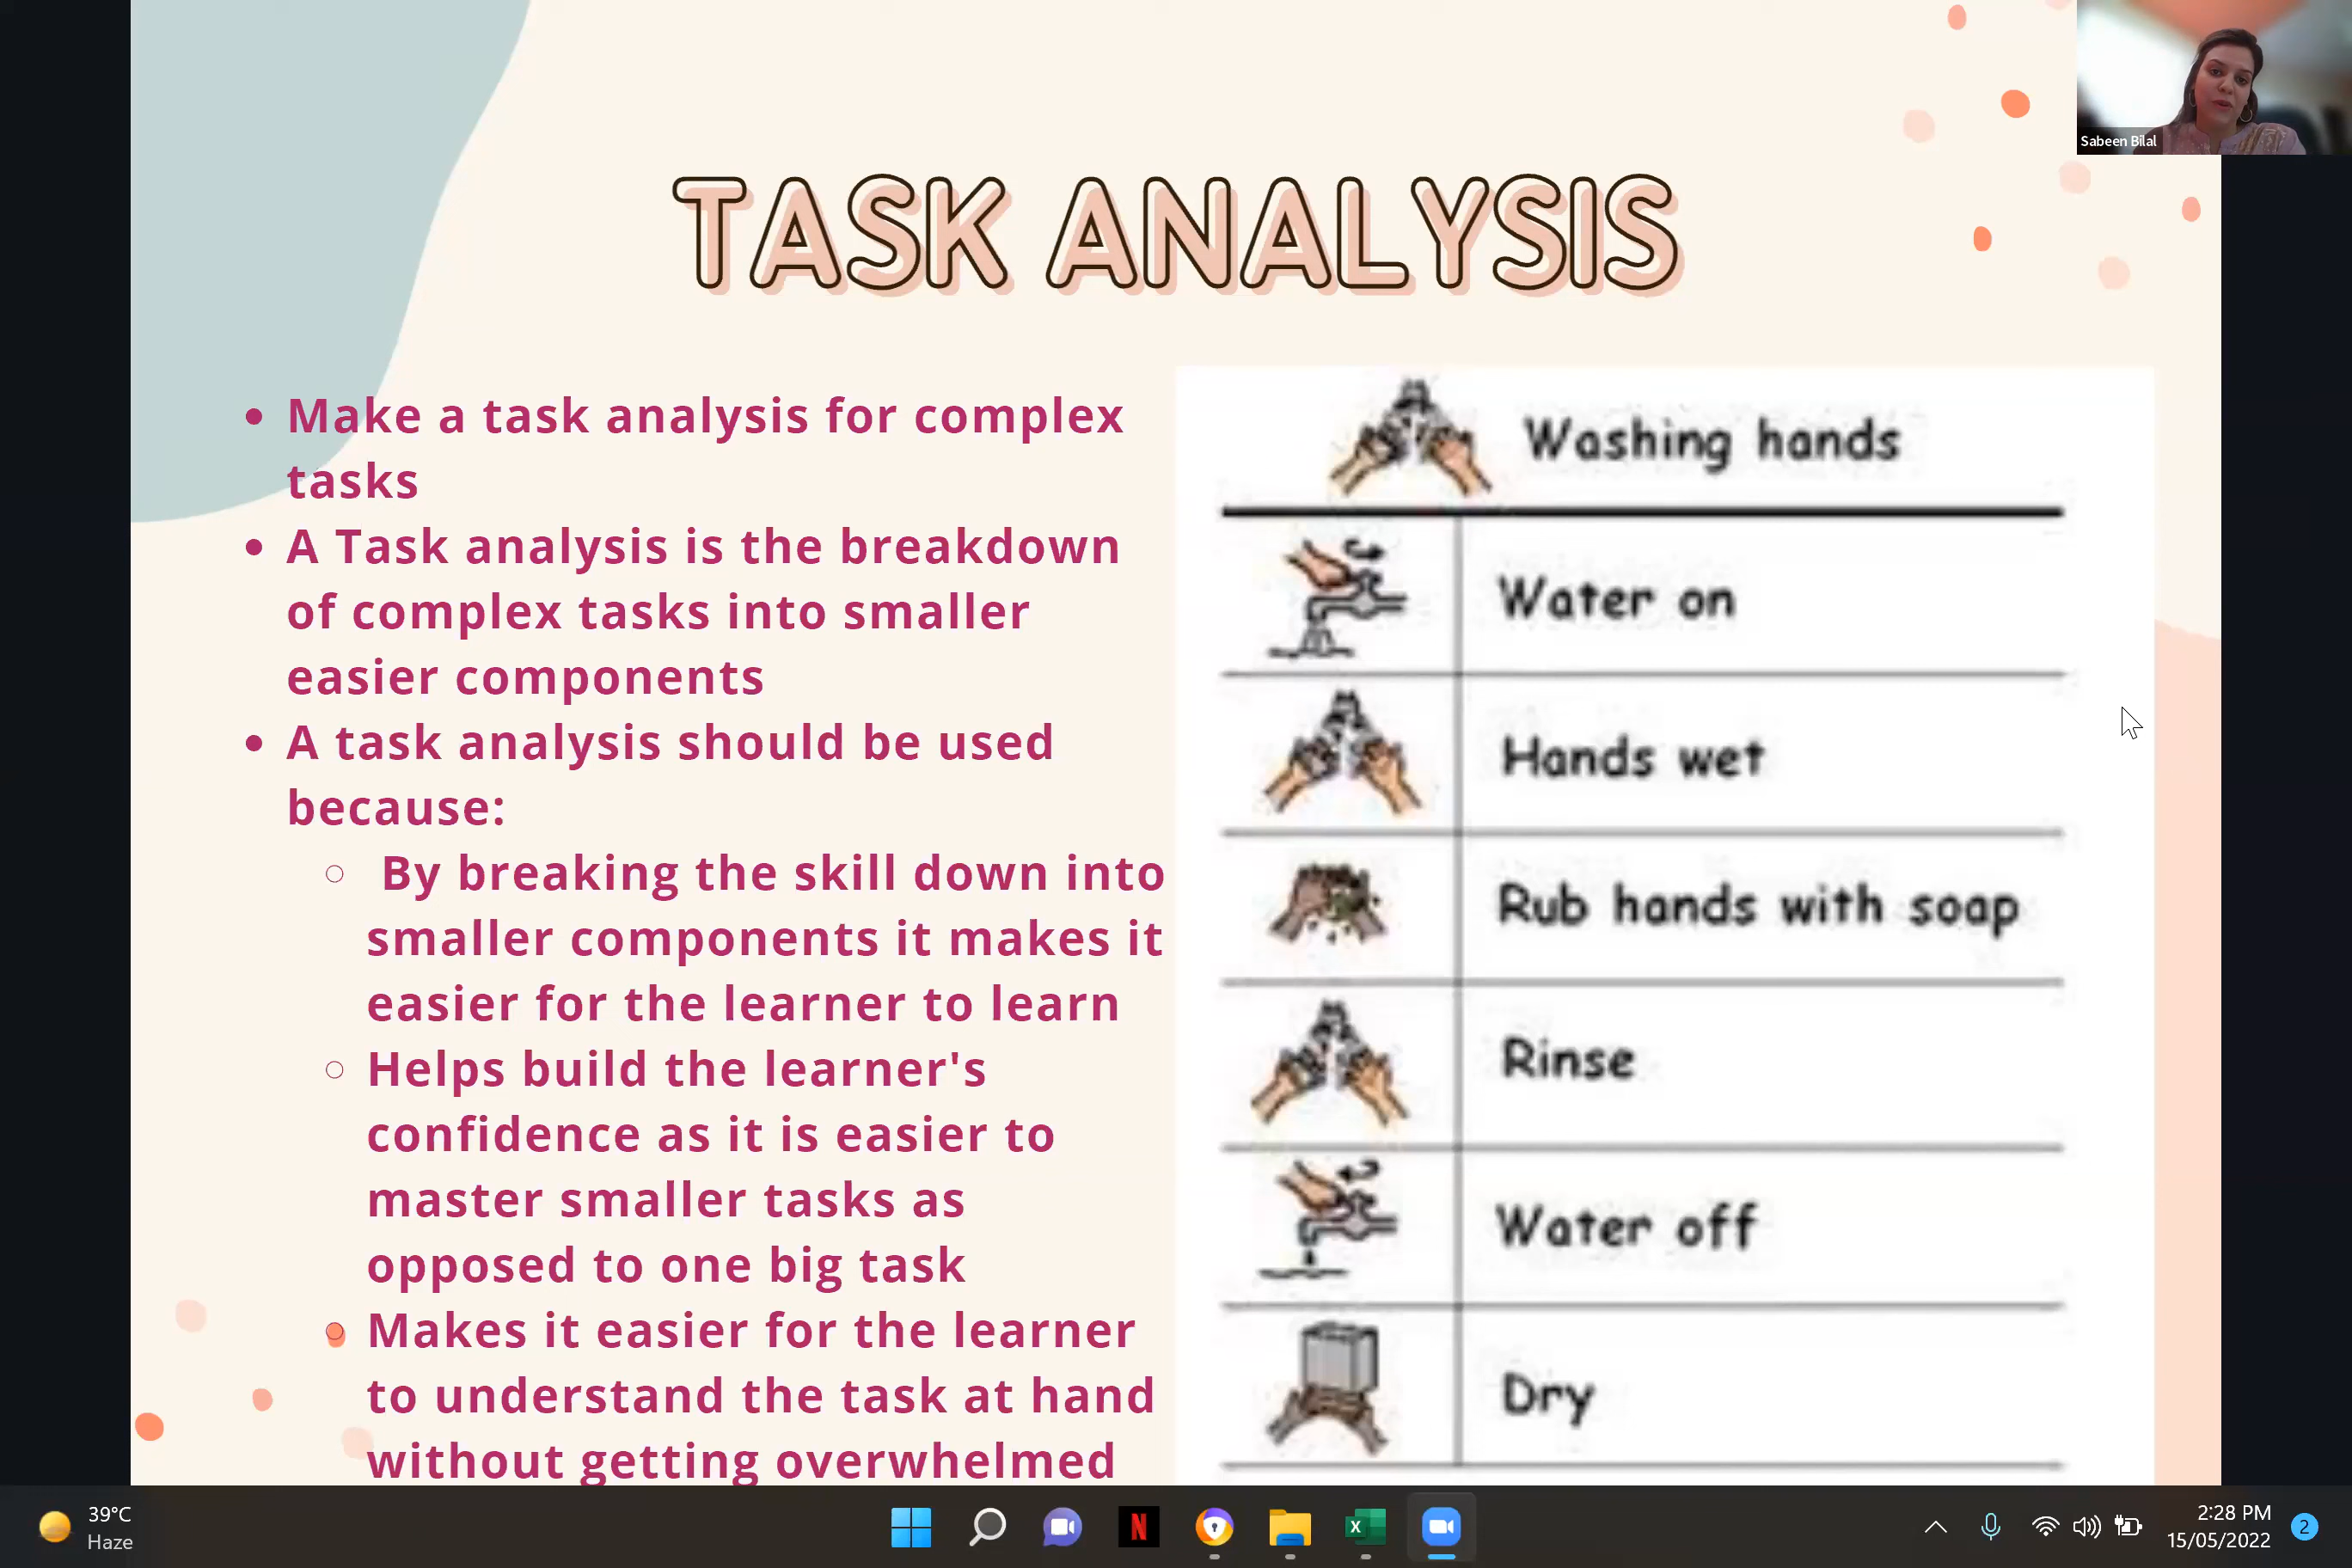 Sabeen Bilal
TASK ANALYSIS
• Make a task analysis for complex
tasks
• A Task analysis is the breakdown
of complex tasks into smaller
easier components
• A task analysis should be used
because:
○ By breaking the skill down into
smaller components it makes it
easier for the learner to learn
○ Helps build the learner's
confidence as it is easier to
master smaller tasks as
opposed to one big task
○ Makes it easier for the learner
to understand the task at hand
without getting overwhelmed
Washing hands
Water on
Hands wet
Rub hands with soap
Rinse
Water off
Dry
39°C
Haze
N
X
2:28 PM
15/05/2022
2